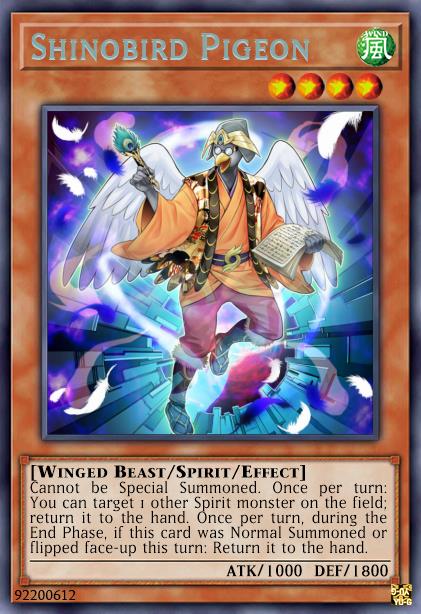 Shinobird Pigeon
WIND
風
[Winged Beast/Spirit/Effect]
Cannot be Special Summoned. Once per turn:
You can target 1 other Spirit monster on the field;
return it to the hand. Once per turn, during the
End Phase, if this card was Normal Summoned or
flipped face-up this turn: Return it to the hand.
ATK/1000 DEF/1800
92200612